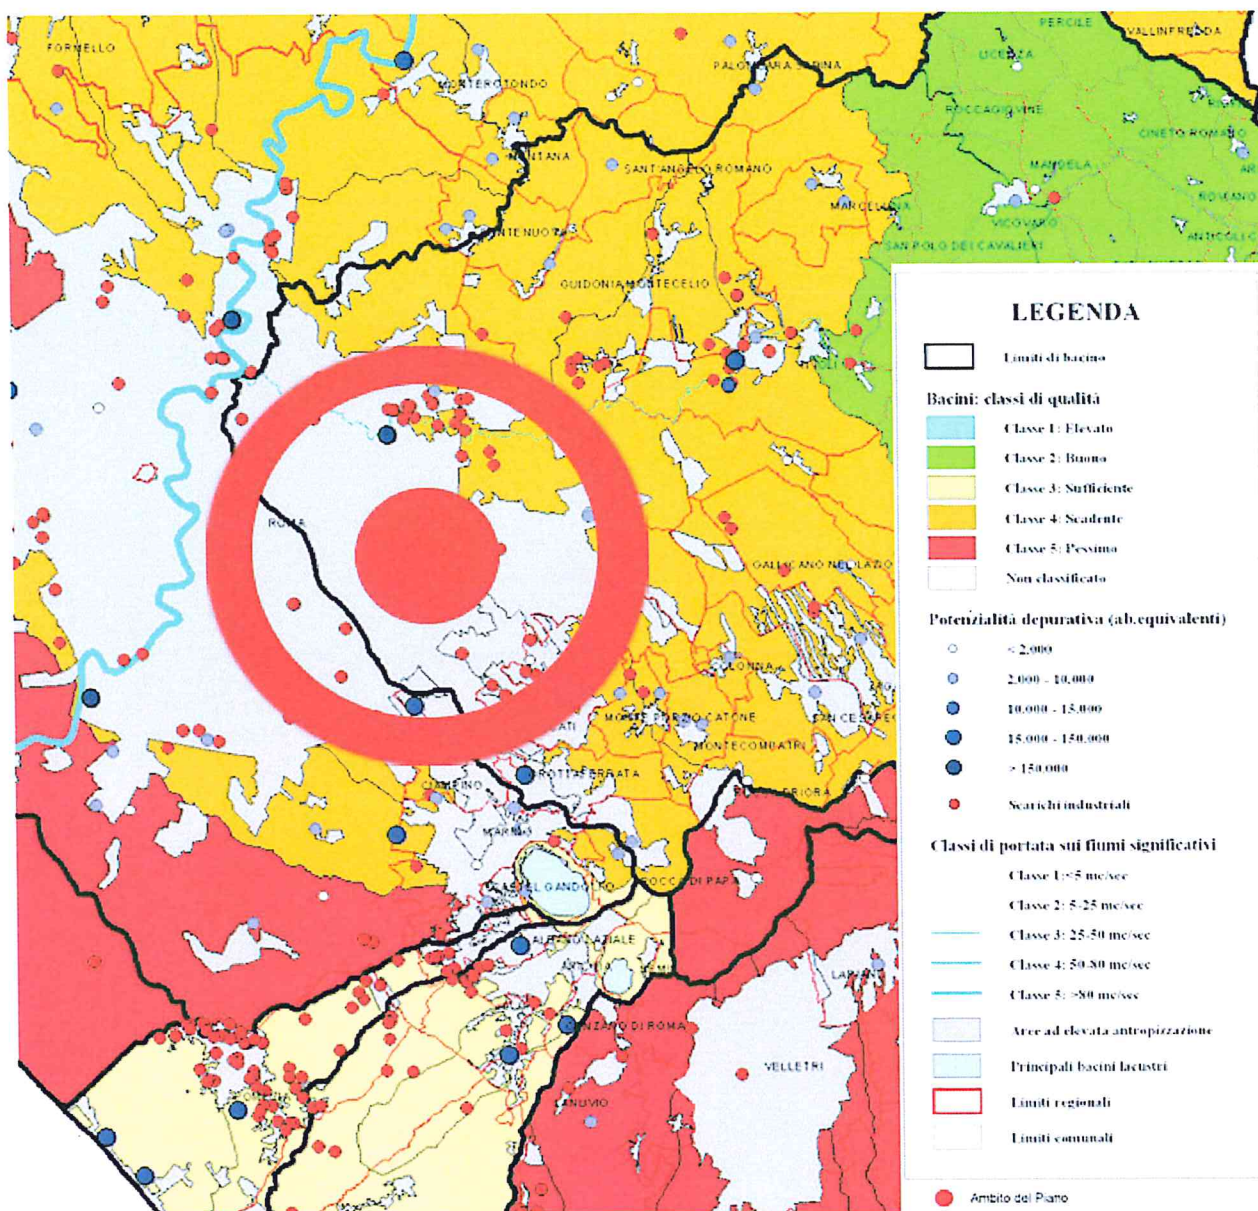 FORMELLO
MONTEROTONDO
PALOMBARA SABINA
PERCILE
VALLINFREDDA
LICENZA
ROCCAGIOVINE
CINETO ROMANO
MENTANA
SANT'ANGELO ROMANO
MANDELA
MARCELLINA
VICOVARO
SAN POLO DEI CAVALIERI
ANTICOLI C
GUIDONIA MONTECELIO
ROMA
GALLICANO NEL LAZIO
COLONNA
MONTE PORZIO CATONE
SAN CESAREO
MONTECOMPATRI
GROTTAFERRATA
CIAMPINO
MARINO
CASTEL GANDOLFO
ROCCA DI PAPA
VELLETRI
LANUVIO
LEGENDA
Limiti di bacino
Bacini: classi di qualità
Classe 1: Elevato
Classe 2: Buono
Classe 3: Sufficiente
Classe 4: Scadente
Classe 5: Pessimo
Non classificato
Potenzialità depurativa (ab.equivalenti)
< 2.000
2.000 - 10.000
10.000 - 15.000
15.000 - 150.000
> 150.000
Scarichi industriali
Classi di portata sui fiumi significativi
Classe 1:<5 mc/sec
Classe 2: 5-25 mc/sec
Classe 3: 25-50 mc/sec
Classe 4: 50-80 mc/sec
Classe 5: >80 mc/sec
Aree ad elevata antropizzazione
Principali bacini lacustri
Limiti regionali
Limiti comunali
Ambito del Piano